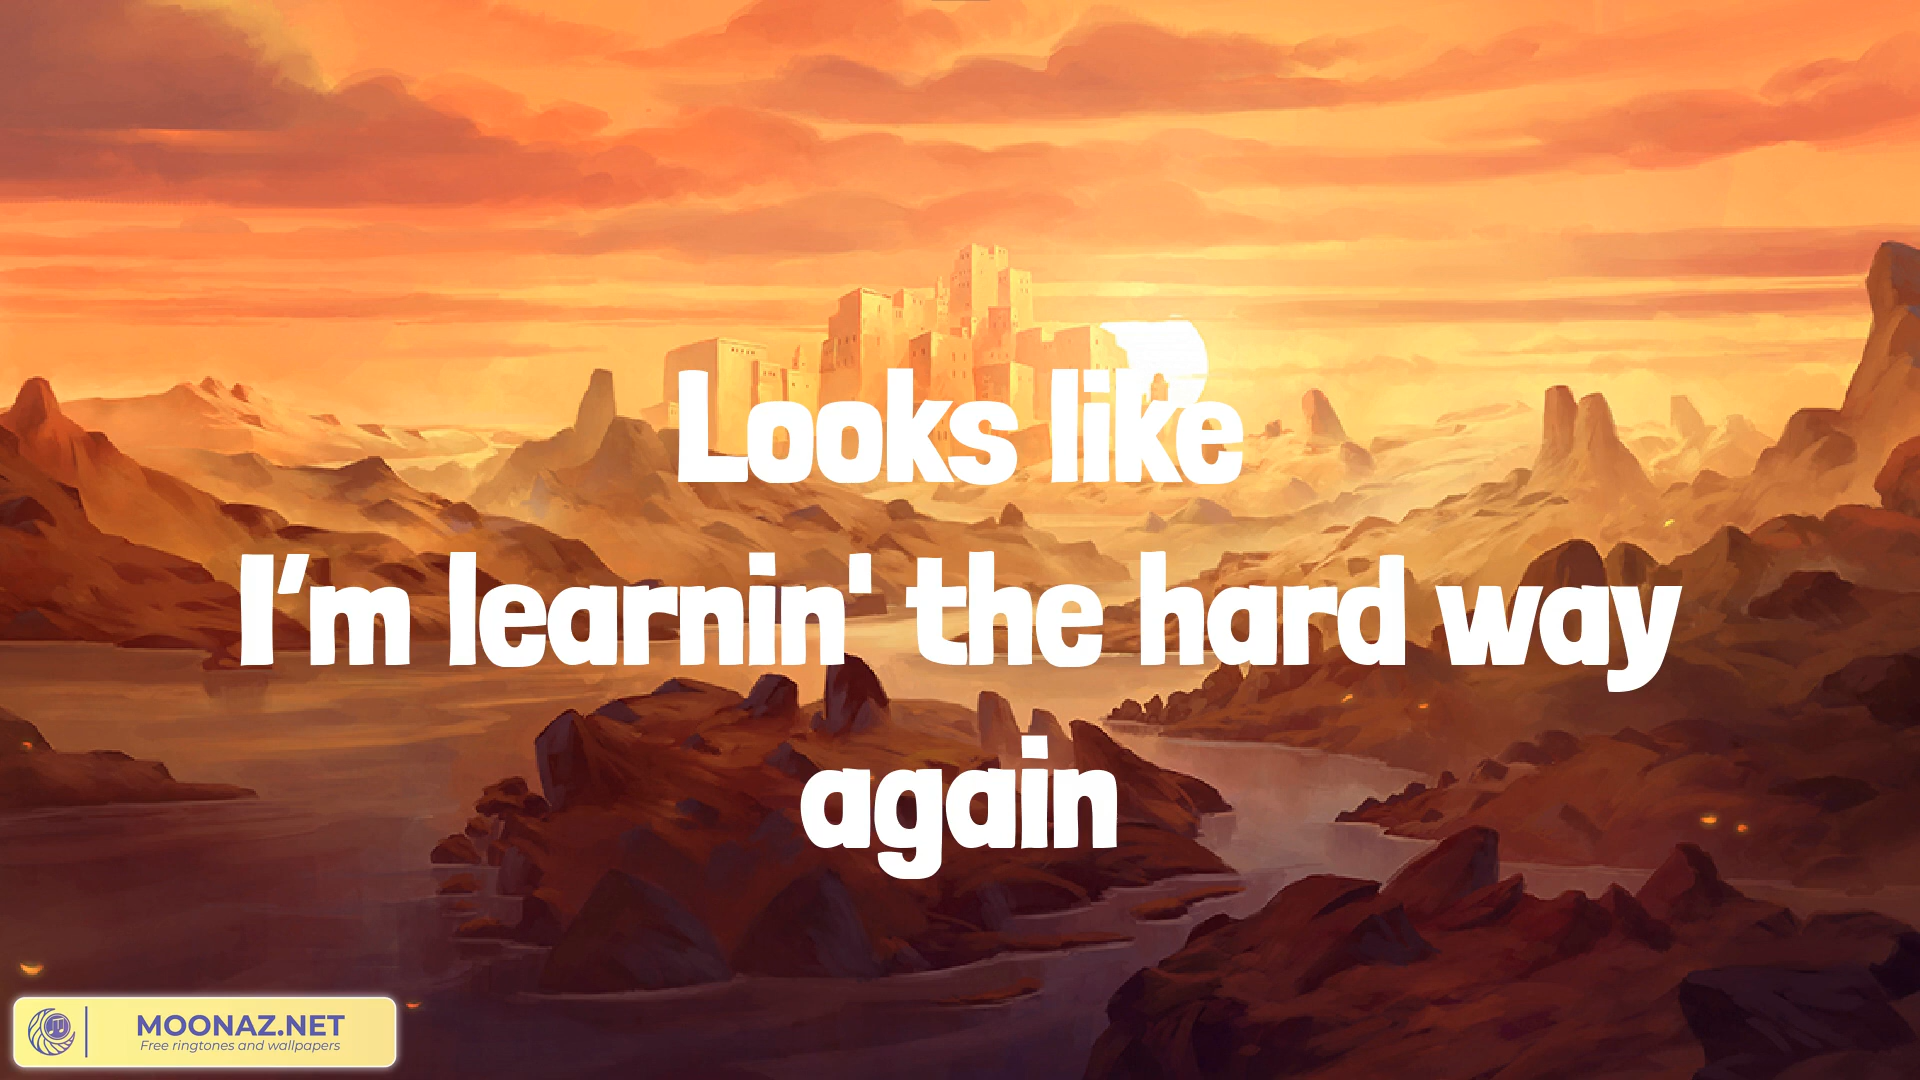 Looks like
I’m learnin' the hard way
again
MOONAZ.NET
Free ringtones and wallpapers